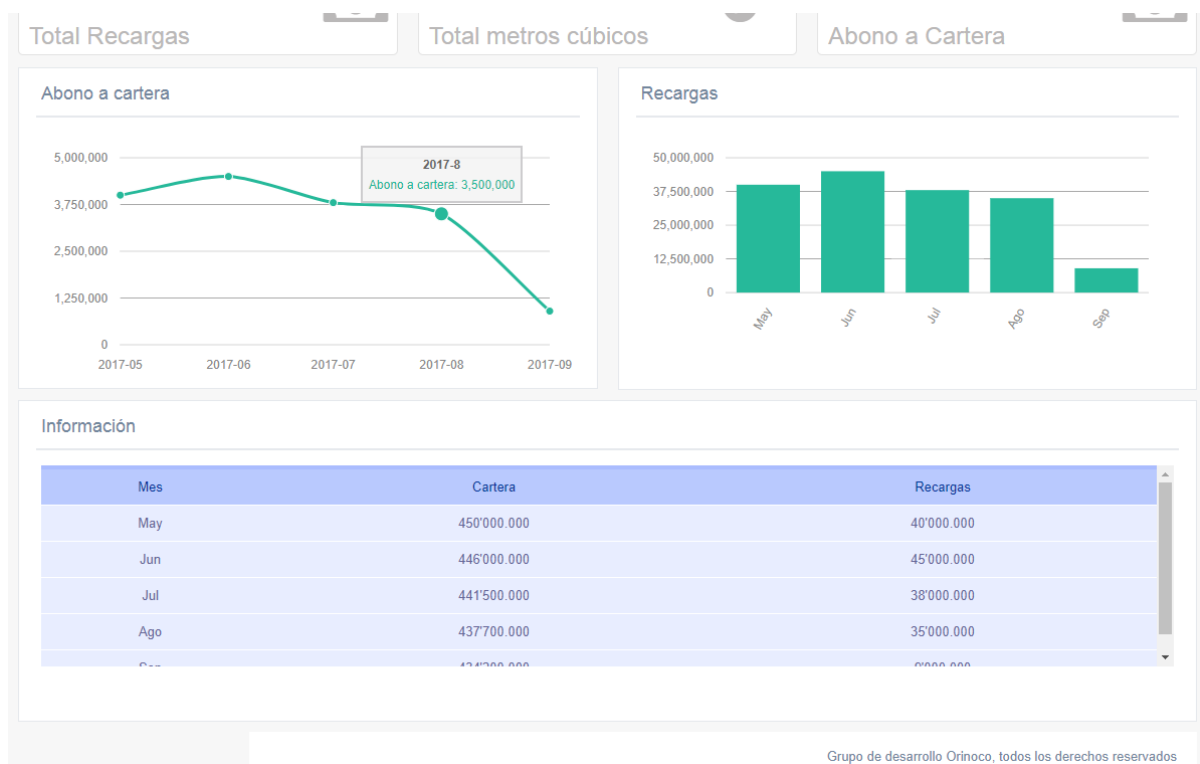 Total Recargas
Total metros cúbicos
Abono a Cartera
Abono a cartera
5,000,000
3,750,000
2,500,000
1,250,000
0
2017-8
Abono a cartera: 3,500,000
2017-05 2017-06 2017-07 2017-08 2017-09
Recargas
50,000,000
37,500,000
25,000,000
12,500,000
0
May Jun Jul Ago Sep
Información
Mes Cartera Recargas
May 450'000.000 40'000.000
Jun 446'000.000 45'000.000
Jul 441'500.000 38'000.000
Ago 437'700.000 35'000.000
Grupo de desarrollo Orinoco, todos los derechos reservados